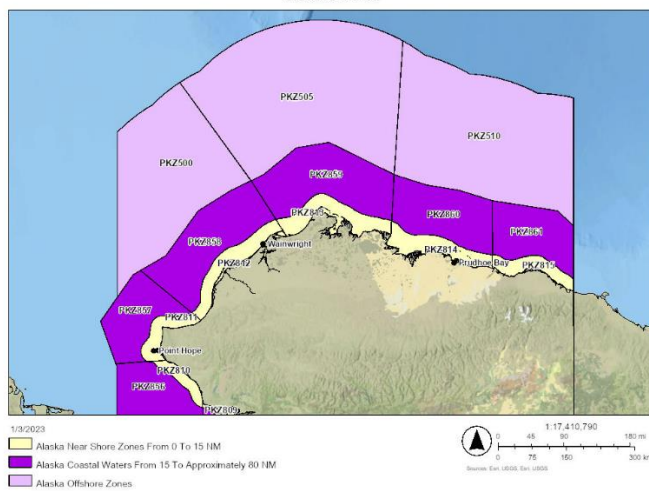 PKZ505
PKZ510
PKZ500
PKZ859
PKZ858
PKZ813
PKZ860
PKZ861
Wainwright
PKZ814
PKZ812
Prudhoe Bay
PKZ815
PKZ857
PKZ811
Point Hope
PKZ810
PKZ856
PKZ809
1/3/2023
Alaska Near Shore Zones From 0 To 15 NM
Alaska Coastal Waters From 15 To Approximately 80 NM
Alaska Offshore Zones
1:17,410,790
0 45 90 180 mi
0 75 150 300 km
Sources: Esri, USGS, Esri, USGS